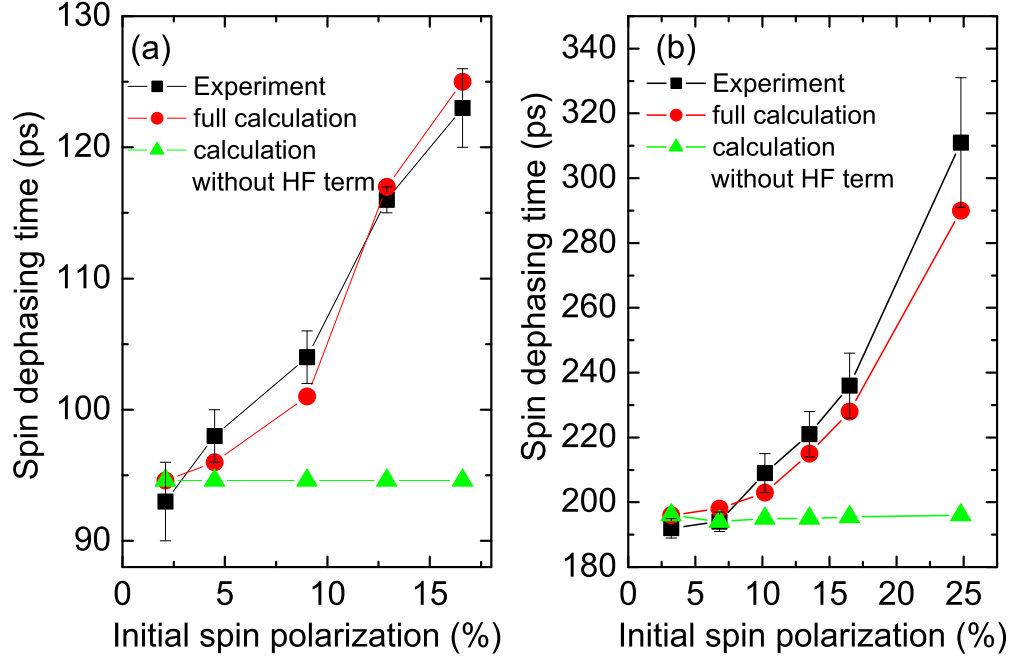 (a)
Experiment
full calculation
calculation
without HF term
Spin dephasing time (ps)
130
120
110
100
90
0
5
10
15
Initial spin polarization (%)
(b)
Experiment
full calculation
calculation
without HF term
Spin dephasing time (ps)
340
320
300
280
260
240
220
200
180
0
5
10
15
20
25
Initial spin polarization (%)